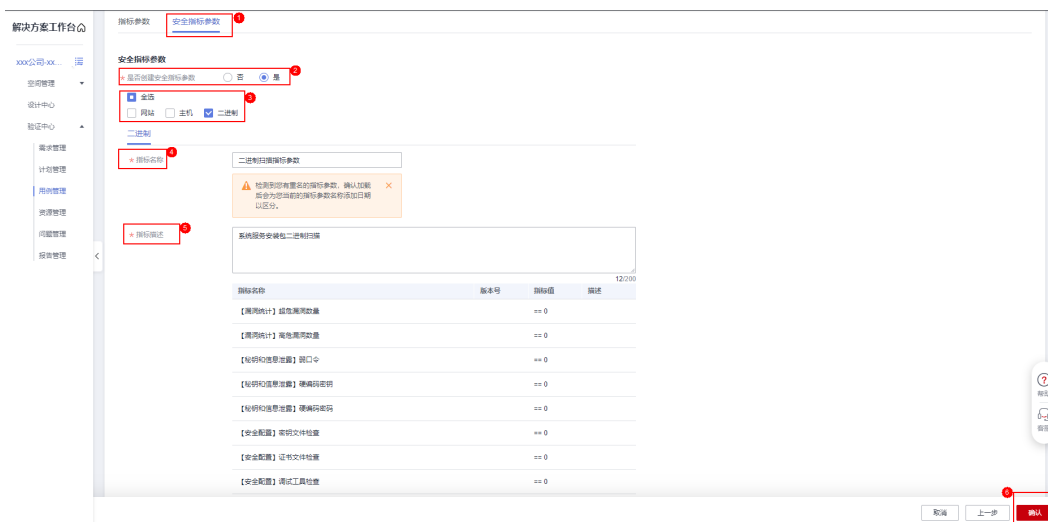 解决方案工作台
指标参数
安全指标参数
1
xxx公司-xx...
空间管理
设计中心
验证中心
需求管理
计划管理
用例管理
资源管理
问题管理
报告管理
安全指标参数
* 是否创建安全指标参数
否
是
2
全选
3
网站
主机
二进制
二进制
* 指标名称
4
二进制扫描指标参数
检测到您有重名的指标参数，确认加载
后会为您当前的指标参数名称添加日期
以区分。
* 指标描述
5
系统服务安装包二进制扫描
12/200
指标名称 版本号 指标值 描述
【漏洞统计】超危漏洞数量 == 0
【漏洞统计】高危漏洞数量 == 0
【秘钥和信息泄露】弱口令 == 0
【秘钥和信息泄露】硬编码密钥 == 0
【秘钥和信息泄露】硬编码密码 == 0
【安全配置】密钥文件检查 == 0
【安全配置】证书文件检查 == 0
【安全配置】调试工具检查 == 0
6
取消
上一步
确认